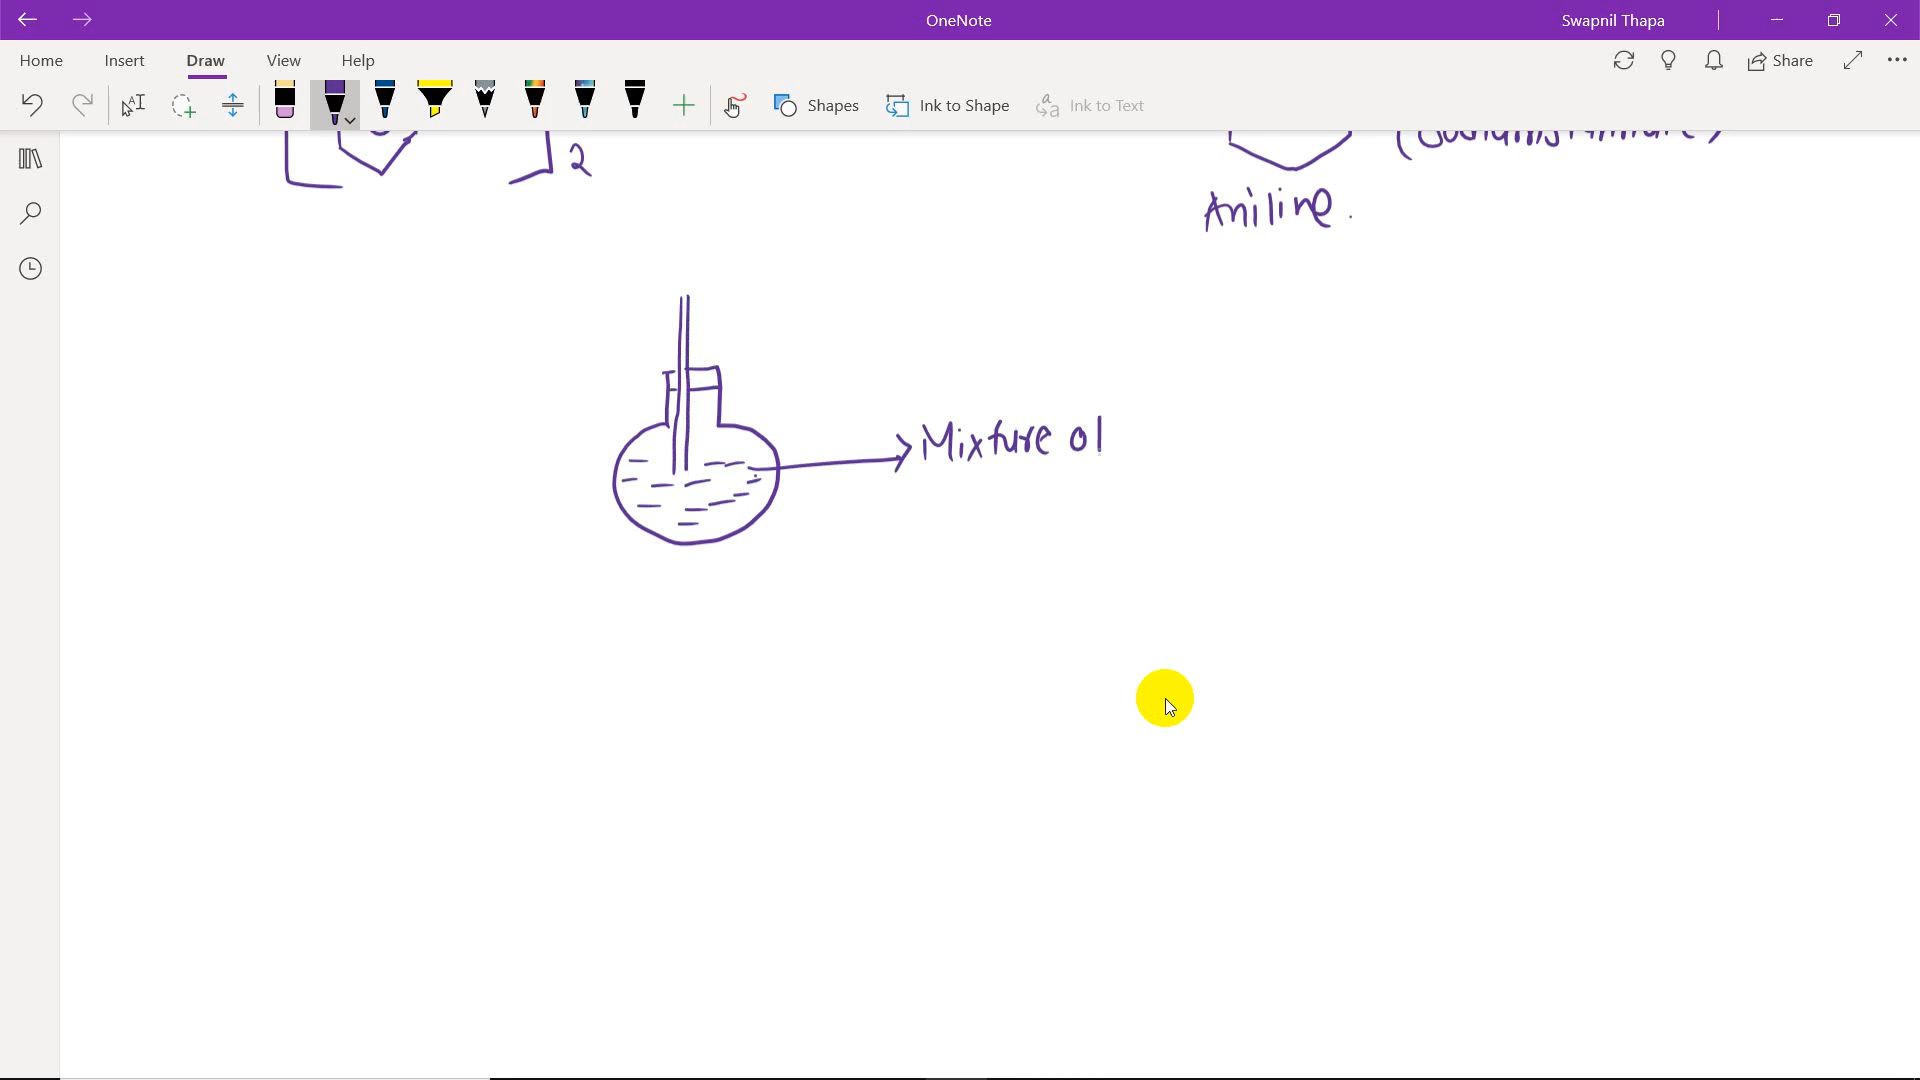 OneNote
Swapnil Thapa
Home Insert Draw View Help
Share
Shapes Ink to Shape Ink to Text
2
Aniline.
Mixture of